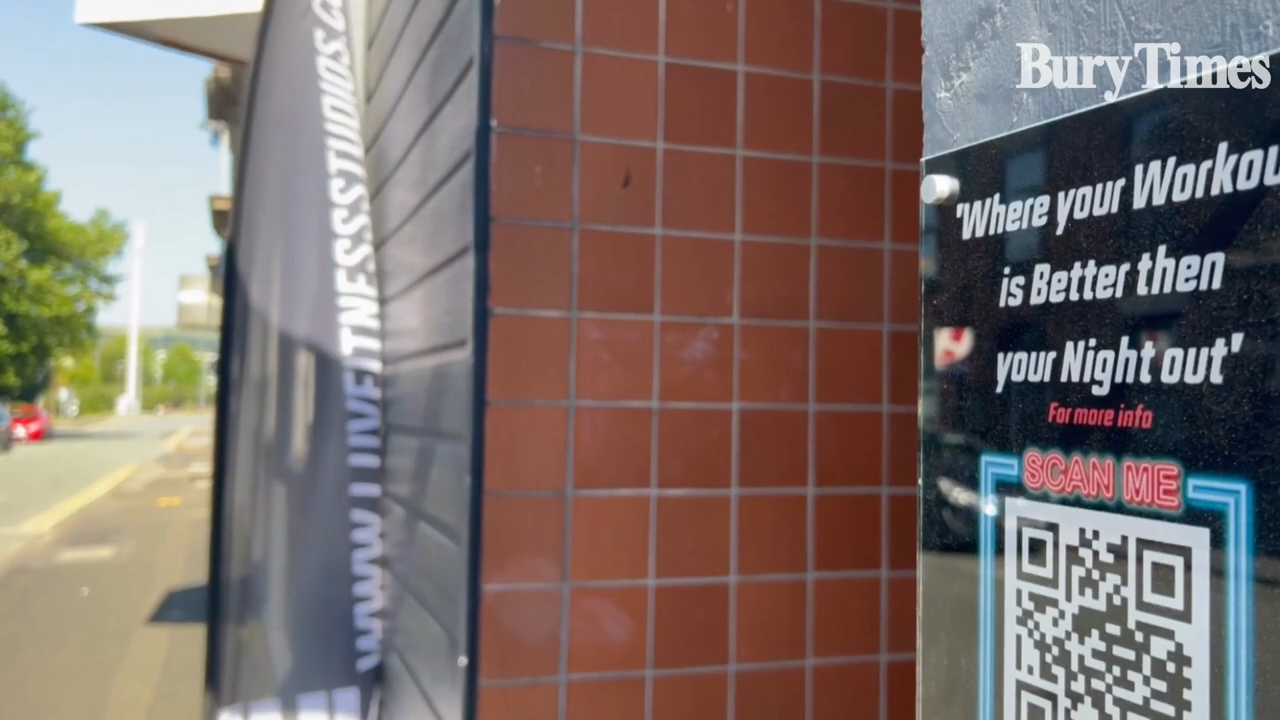 Bury Times
'Where your Workou
is Better then
your Night out'
For more info
SCAN ME